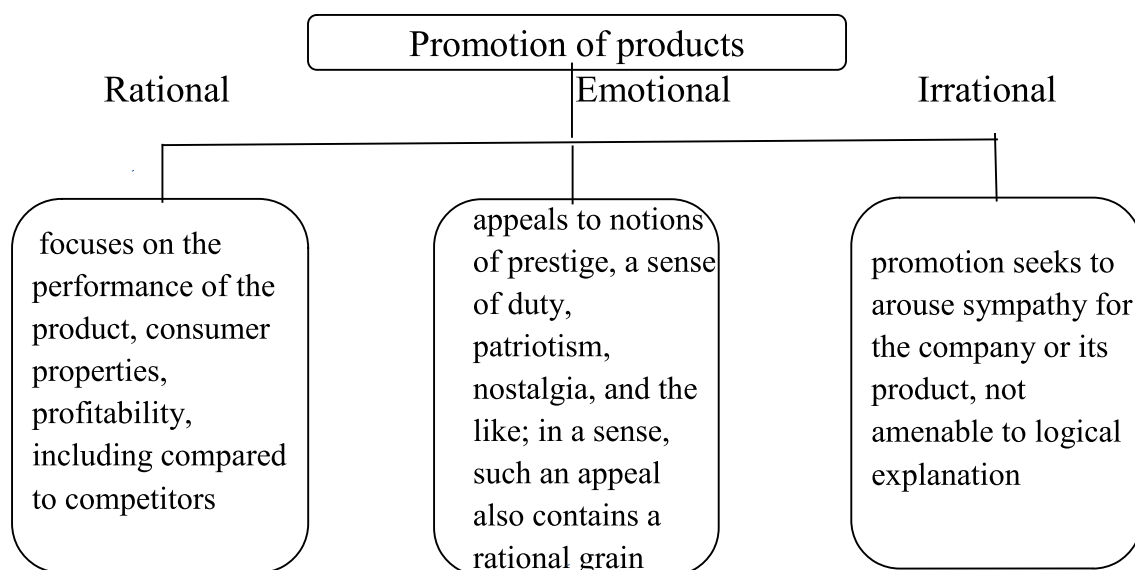 Promotion of products
Rational
Emotional
Irrational
focuses on the
performance of the
product, consumer
properties,
profitability,
including compared
to competitors
appeals to notions
of prestige, a sense
of duty,
patriotism,
nostalgia, and the
like; in a sense,
such an appeal
also contains a
rational grain
promotion seeks to
arouse sympathy for
the company or its
product, not
amenable to logical
explanation